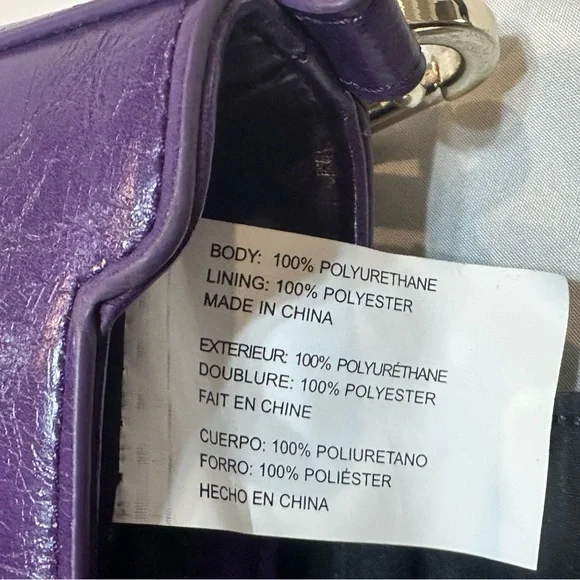 BODY: 100% POLYURETHANE
LINING: 100% POLYESTER
MADE IN CHINA
EXTERIEUR: 100% POLYURÉTHANE
DOUBLURE: 100% POLYESTER
FAIT EN CHINE
CUERPO: 100% POLIURETANO
FORRO: 100% POLIÉSTER
HECHO EN CHINA